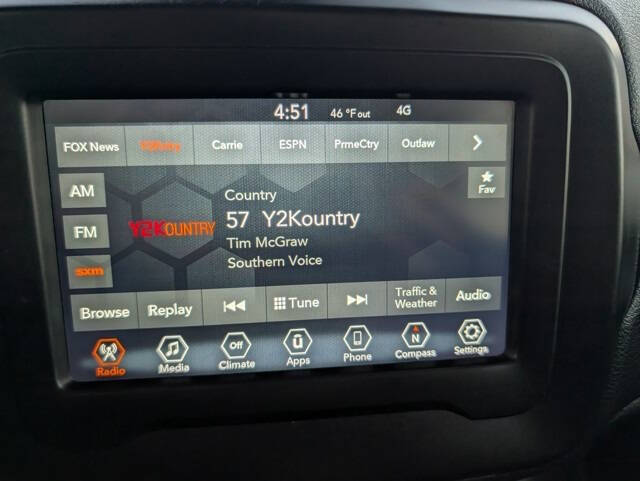 4:51 46 °F out 4G
FOX News Carrie ESPN PrmeCtry Outlaw >
AM
Fav
Country
FM
Y2KOUNTRY
57 Y2Kountry
Tim McGraw
Southern Voice
sxm
Browse Replay Tune Traffic & Weather Audio
Off
ū
N
Radio Media Climate Apps Phone Compass Settings